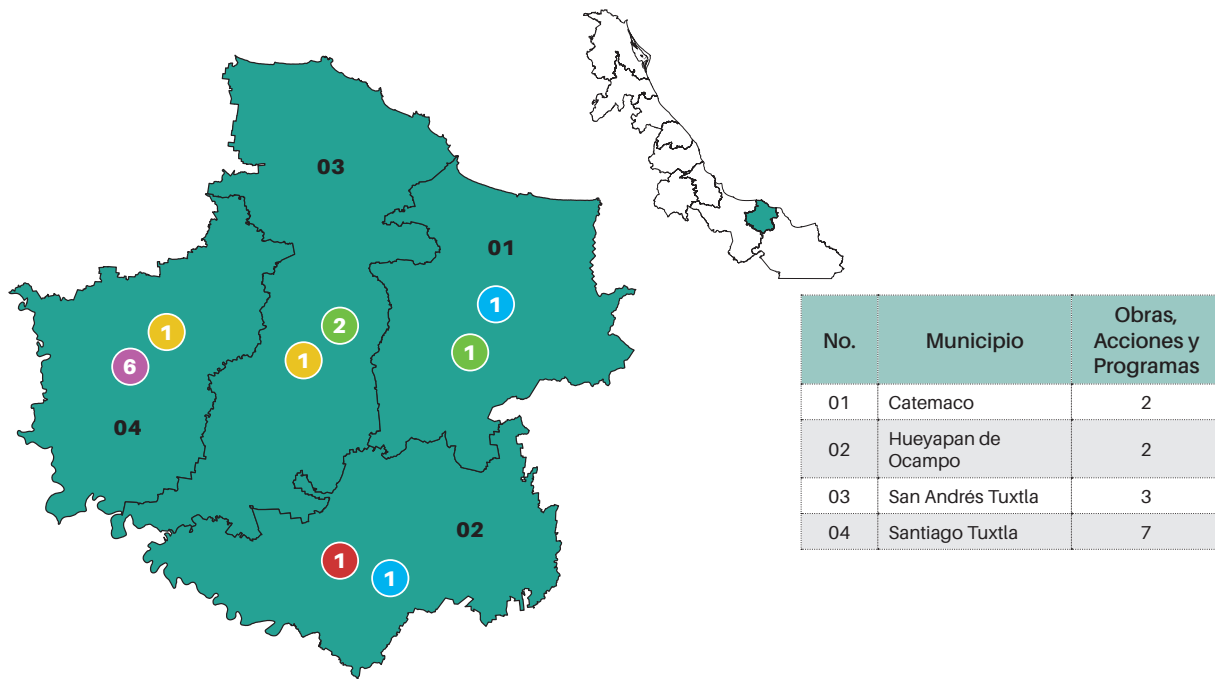 03
01
1
2
1
1
1
6
04
02
1
1
No. Municipio Obras,
Acciones y
Programas
01 Catemaco 2
02 Hueyapan de
Ocampo 2
03 San Andrés Tuxtla 3
04 Santiago Tuxtla 7